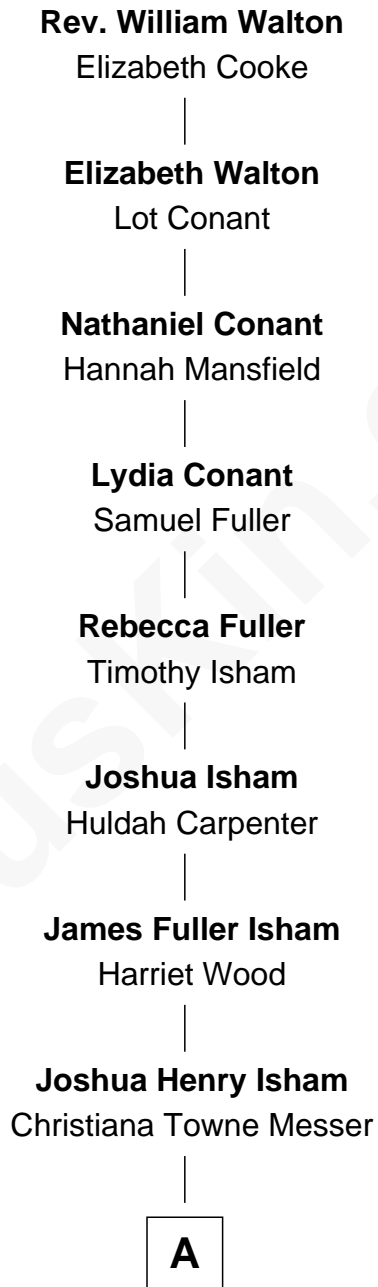 Rev. William Walton
Elizabeth Cooke
Elizabeth Walton
Lot Conant
Nathaniel Conant
Hannah Mansfield
Lydia Conant
Samuel Fuller
Rebecca Fuller
Timothy Isham
Joshua Isham
Huldah Carpenter
James Fuller Isham
Harriet Wood
Joshua Henry Isham
Christiana Towne Messer
A